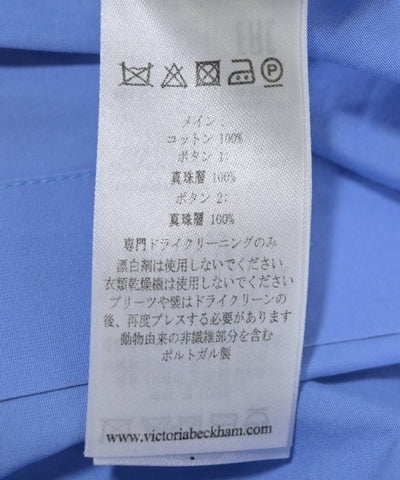 メイン:
コットン 100%
ボタン 1:
真珠層 100%
ボタン 2:
真珠層 100%
専門ドライクリーニングのみ
漂白剤は使用しないでください
衣類乾燥機は使用しないでください
プリーツや襞はドライクリーンの
後、再度プレスする必要があります
動物由来の非繊維部分を含む
ポルトガル製
www.victoriabeckham.com